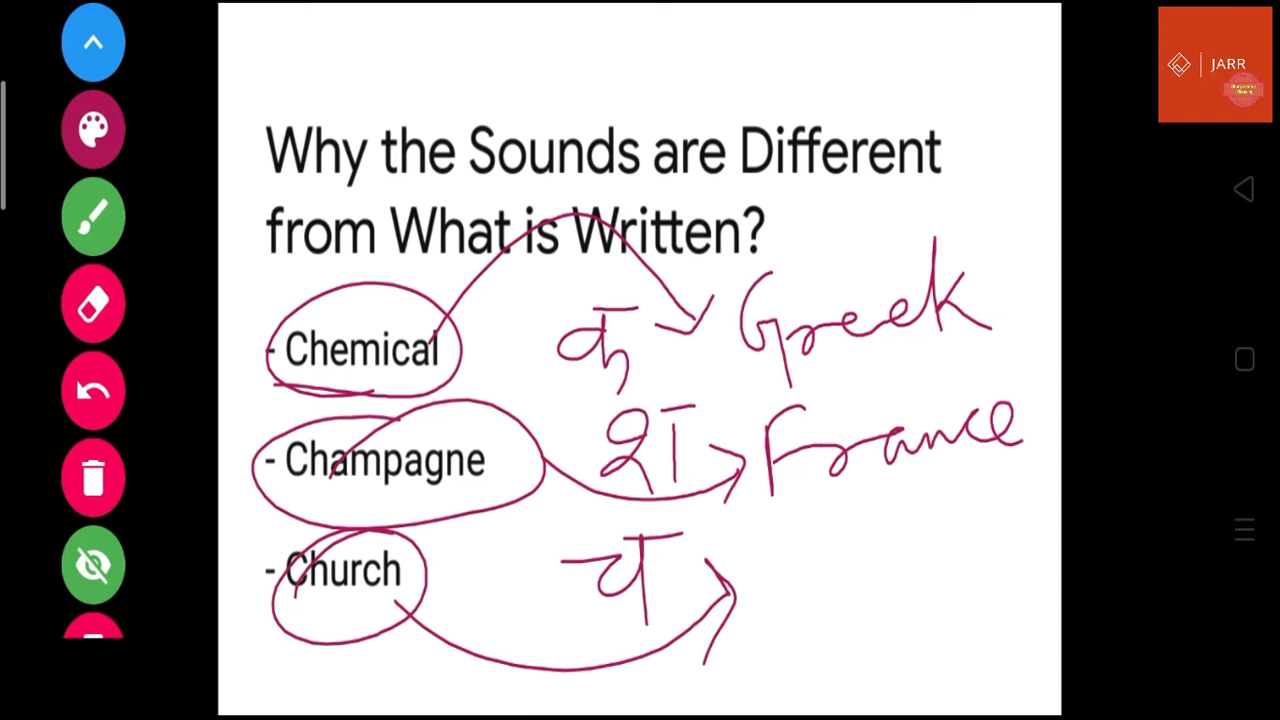 JARR
Why the Sounds are Different
from What is Written?
- Chemical क Greek
- Champagne श France
- Church च